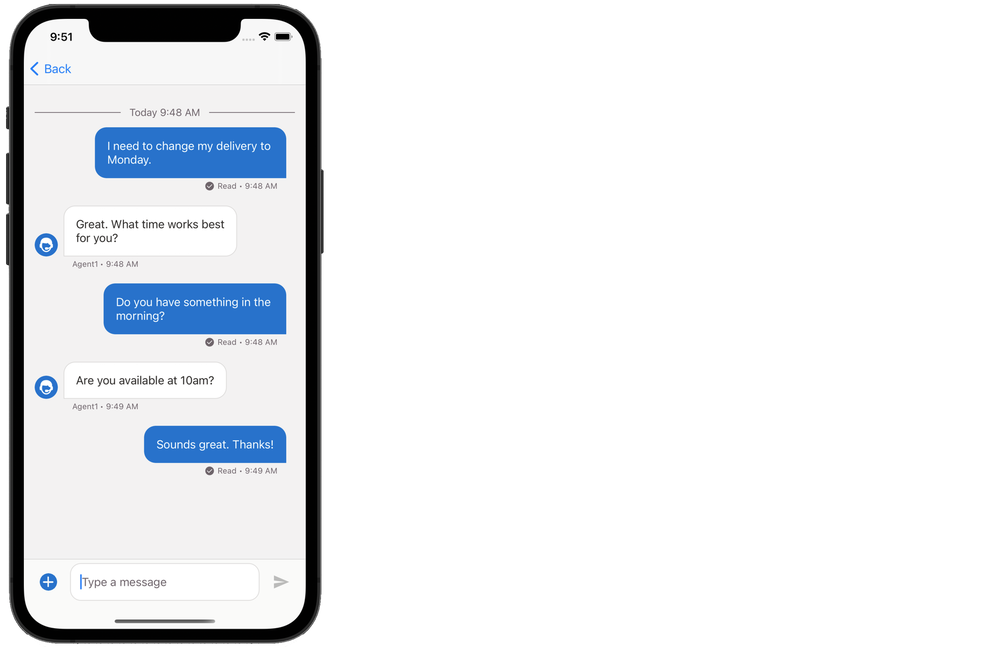 9:51
Back
Today 9:48 AM
I need to change my delivery to
Monday.
Read • 9:48 AM
Great. What time works best
for you?
Agent1 • 9:48 AM
Do you have something in the
morning?
Read • 9:48 AM
Are you available at 10am?
Agent1 • 9:49 AM
Sounds great. Thanks!
Read • 9:49 AM
Type a message